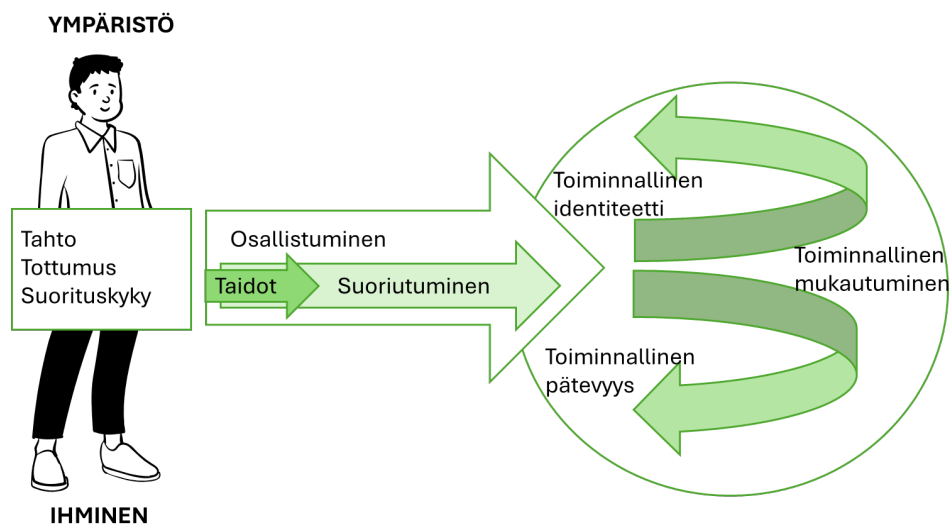 YMPÄRISTÖ
Tahto
Tottumus
Suorituskyky
Osallistuminen
Taidot
Suoriutuminen
Toiminnallinen
identiteetti
Toiminnallinen
mukautuminen
Toiminnallinen
pätevyys
IHMINEN